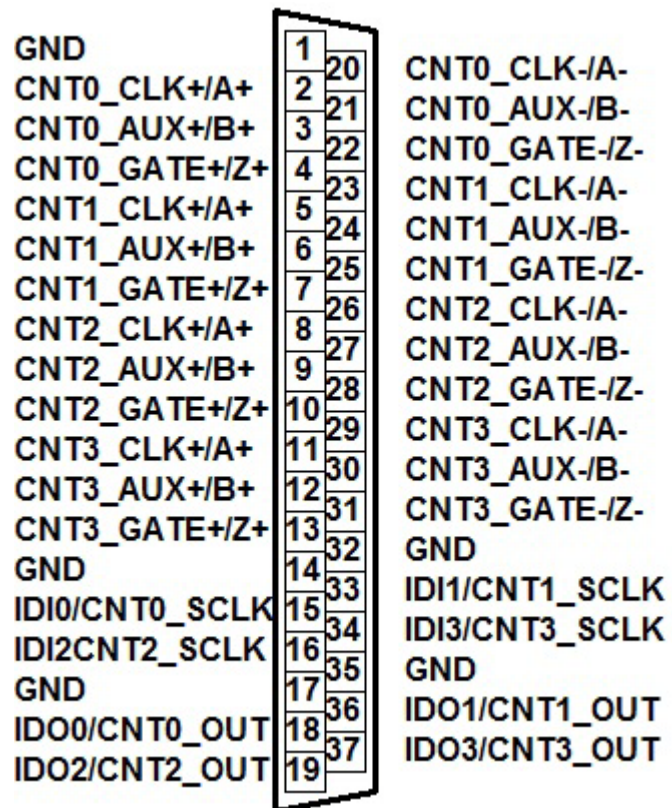 GND 1
20 CNT0_CLK-/A-
CNT0_CLK+/A+ 2
21 CNT0_AUX-/B-
CNT0_AUX+/B+ 3
22 CNT0_GATE-/Z-
CNT0_GATE+/Z+ 4
23 CNT1_CLK-/A-
CNT1_CLK+/A+ 5
24 CNT1_AUX-/B-
CNT1_AUX+/B+ 6
25 CNT1_GATE-/Z-
CNT1_GATE+/Z+ 7
26 CNT2_CLK-/A-
CNT2_CLK+/A+ 8
27 CNT2_AUX-/B-
CNT2_AUX+/B+ 9
28 CNT2_GATE-/Z-
CNT2_GATE+/Z+ 10
29 CNT3_CLK-/A-
CNT3_CLK+/A+ 11
30 CNT3_AUX-/B-
CNT3_AUX+/B+ 12
31 CNT3_GATE-/Z-
CNT3_GATE+/Z+ 13
32 GND
GND 14
33 IDI1/CNT1_SCLK
IDI0/CNT0_SCLK 15
34 IDI3/CNT3_SCLK
IDI2CNT2_SCLK 16
35 GND
GND 17
36 IDO1/CNT1_OUT
IDO0/CNT0_OUT 18
37 IDO3/CNT3_OUT
IDO2/CNT2_OUT 19